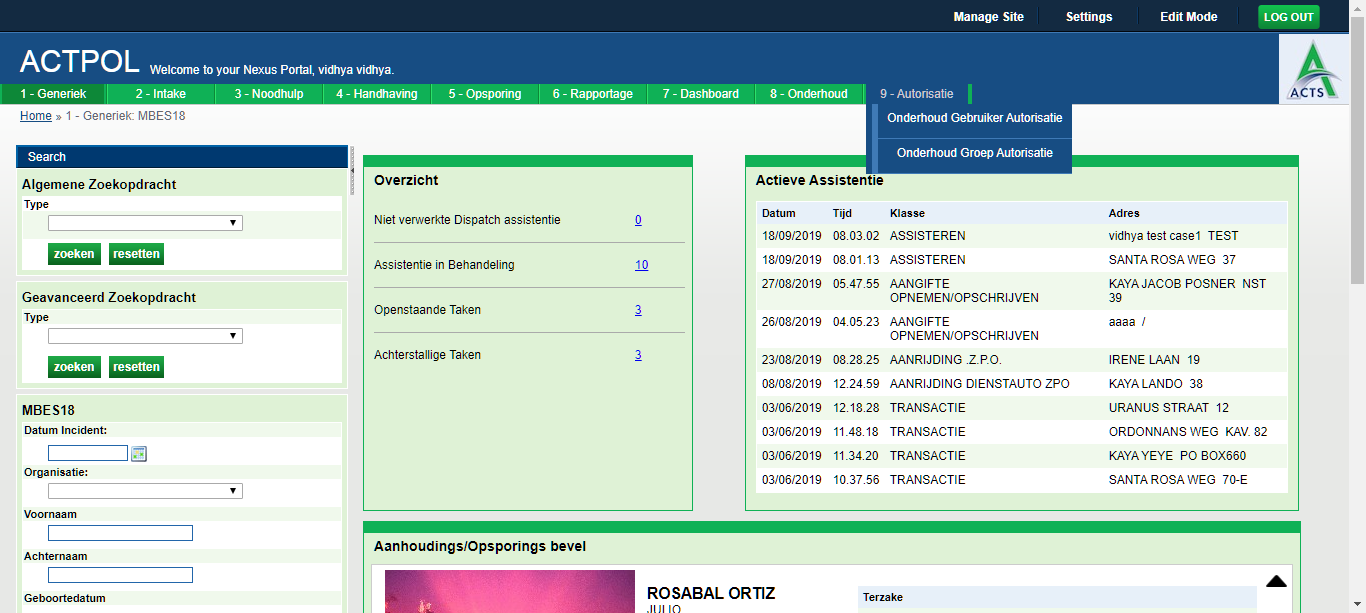 Manage Site Settings Edit Mode LOG OUT
ACTPOL Welcome to your Nexus Portal, vidhya vidhya.
ACTS
1 - Generiek 2 - Intake 3 - Noodhulp 4 - Handhaving 5 - Opsporing 6 - Rapportage 7 - Dashboard 8 - Onderhoud 9 - Autorisatie
Onderhoud Gebruiker Autorisatie
Onderhoud Groep Autorisatie
Home » 1 - Generiek: MBES18
Search
Algemene Zoekopdracht
Type
zoeken resetten
Geavanceerd Zoekopdracht
Type
zoeken resetten
MBES18
Datum Incident:
Organisatie:
Voornaam
Achternaam
Geboortedatum
Overzicht
Niet verwerkte Dispatch assistentie 0
Assistentie in Behandeling 10
Openstaande Taken 3
Achterstallige Taken 3
Actieve Assistentie
Datum Tijd Klasse Adres
18/09/2019 08.03.02 ASSISTEREN vidhya test case1 TEST
18/09/2019 08.01.13 ASSISTEREN SANTA ROSA WEG 37
27/08/2019 05.47.55 AANGIFTE KAYA JACOB POSNER NST
OPNEMEN/OPSCHRIJVEN 39
26/08/2019 04.05.23 AANGIFTE aaaa /
OPNEMEN/OPSCHRIJVEN
23/08/2019 08.28.25 AANRIJDING .Z.P.O. IRENE LAAN 19
08/08/2019 12.24.59 AANRIJDING DIENSTAUTO ZPO KAYA LANDO 38
03/06/2019 12.18.28 TRANSACTIE URANUS STRAAT 12
03/06/2019 11.48.18 TRANSACTIE ORDONNANS WEG KAV. 82
03/06/2019 11.34.20 TRANSACTIE KAYA YEYE PO BOX660
03/06/2019 10.37.56 TRANSACTIE SANTA ROSA WEG 70-E
Aanhoudings/Opsporings bevel
ROSABAL ORTIZ
JULIO
Terzake